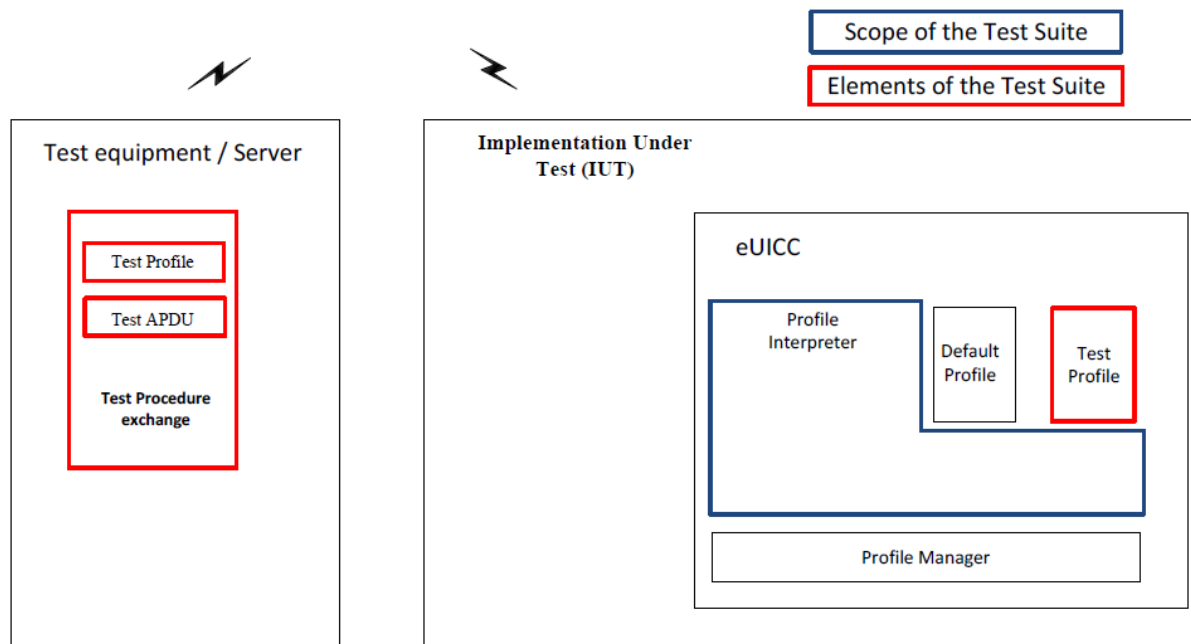 Scope of the Test Suite
Elements of the Test Suite
Test equipment / Server
Test Profile
Test APDU
Test Procedure
exchange
Implementation Under
Test (IUT)
eUICC
Profile
Interpreter
Default
Profile
Test
Profile
Profile Manager